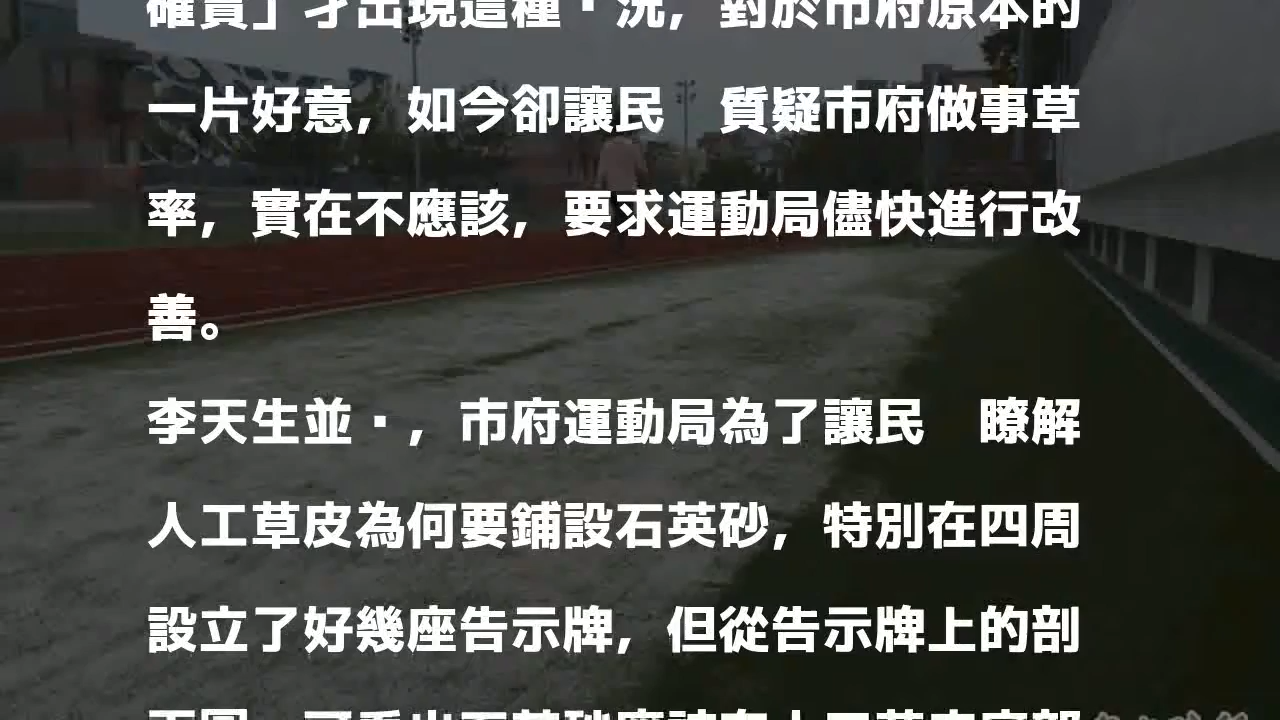 確實」才出現這種·況，對於市府原本的
一片好意，如今卻讓民　質疑市府做事草
率，實在不應該，要求運動局儘快進行改
善。
李天生並·，市府運動局為了讓民　瞭解
人工草皮為何要鋪設石英砂，特別在四周
設立了好幾座告示牌，但從告示牌上的剖